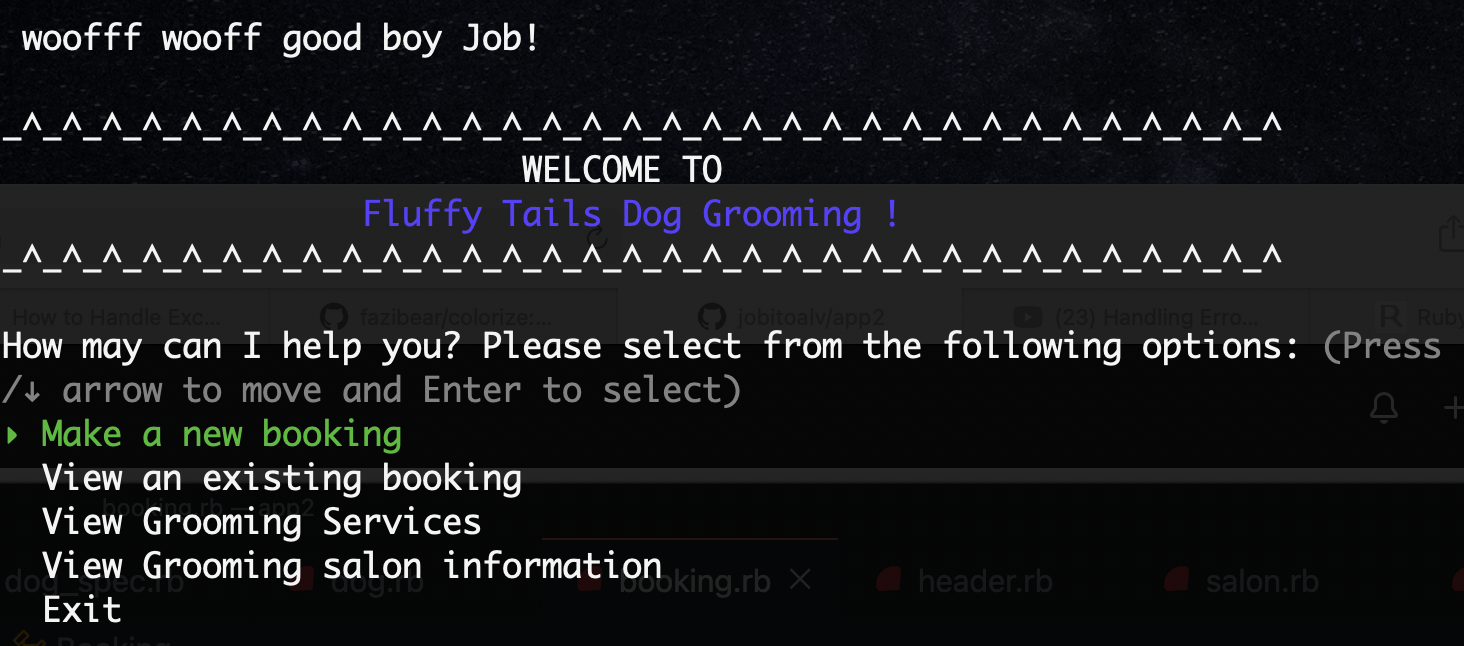 woofff wooff good boy Job!
_^_^_^_^_^_^_^_^_^_^_^_^_^_^_^_^_^_^_^_^_^_^_^_^_^_^_^_^_^_^_^_^
WELCOME TO
Fluffy Tails Dog Grooming !
_^_^_^_^_^_^_^_^_^_^_^_^_^_^_^_^_^_^_^_^_^_^_^_^_^_^_^_^_^_^_^_^
How to Handle Exc... fazibear/colorize:... jobitoalv/app2 (23) Handling Erro... Ruby
How may can I help you? Please select from the following options: (Press
/↓ arrow to move and Enter to select)
‣ Make a new booking
View an existing booking
booking.rb — app2
View Grooming Services
View Grooming salon information
dog_spec.rb dog.rb booking.rb header.rb salon.rb
Exit
Booking